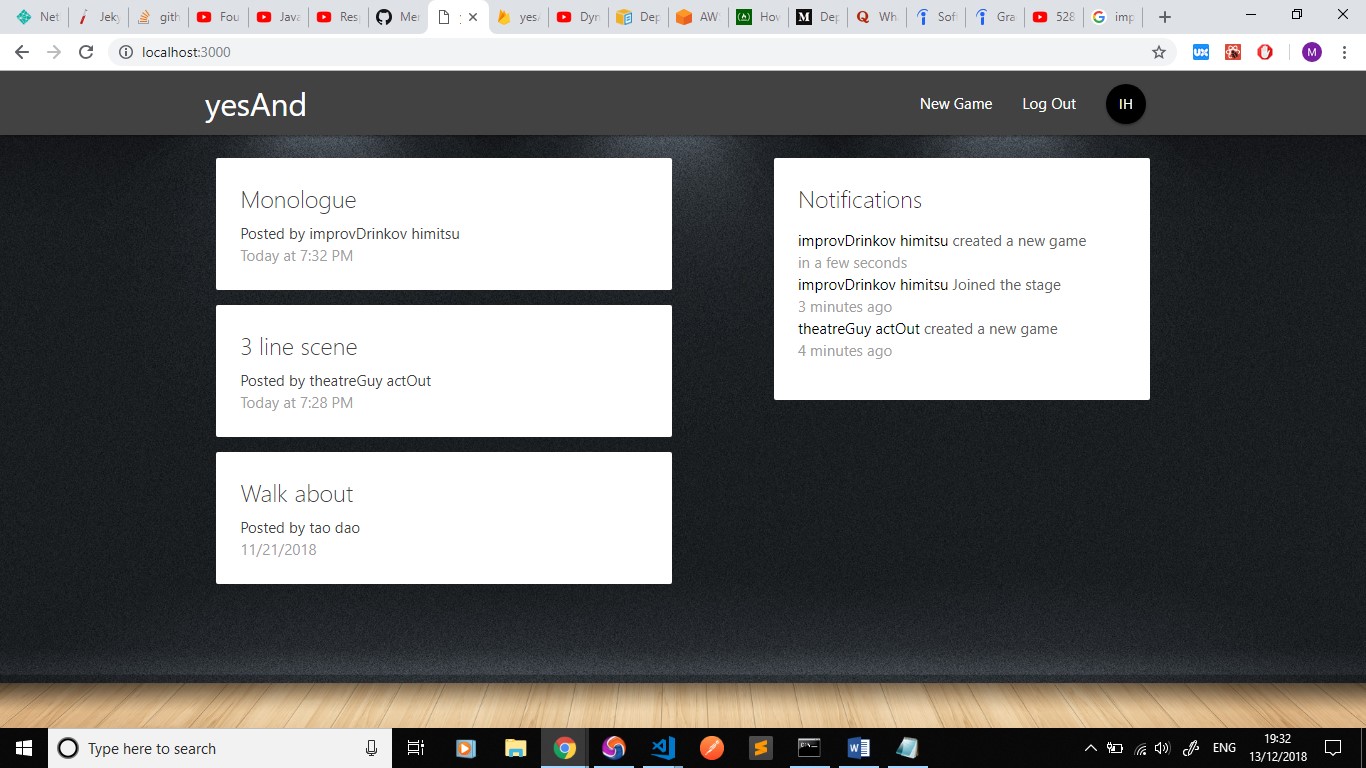 Net
Jeky
gith
Fou
Java
Resp
Mer
yes
Dyn
Dep
AW
How
Dep
Wh
Soft
Gra
528
imp
localhost:3000
M
yesAnd
New Game
Log Out
IH
Monologue
Posted by improvDrinkov himitsu
Today at 7:32 PM
3 line scene
Posted by theatreGuy actOut
Today at 7:28 PM
Walk about
Posted by tao dao
11/21/2018
Notifications
improvDrinkov himitsu created a new game
in a few seconds
improvDrinkov himitsu Joined the stage
3 minutes ago
theatreGuy actOut created a new game
4 minutes ago
Type here to search
ENG
19:32
13/12/2018